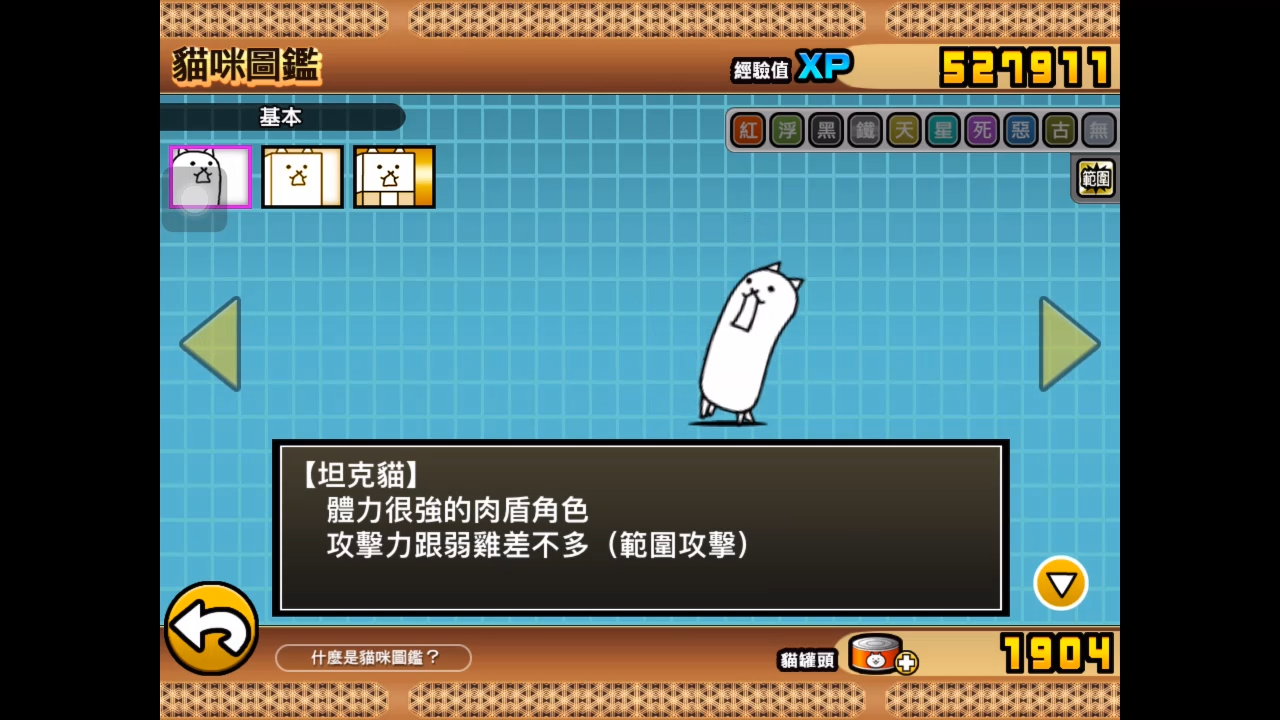 貓咪圖鑑
經驗值 XP 527911
基本
紅 浮 黑 鐵 天 星 死 惡 古 無
範圍
【坦克貓】
體力很強的肉盾角色
攻擊力跟弱雞差不多（範圍攻擊）
什麼是貓咪圖鑑？
貓罐頭 1904